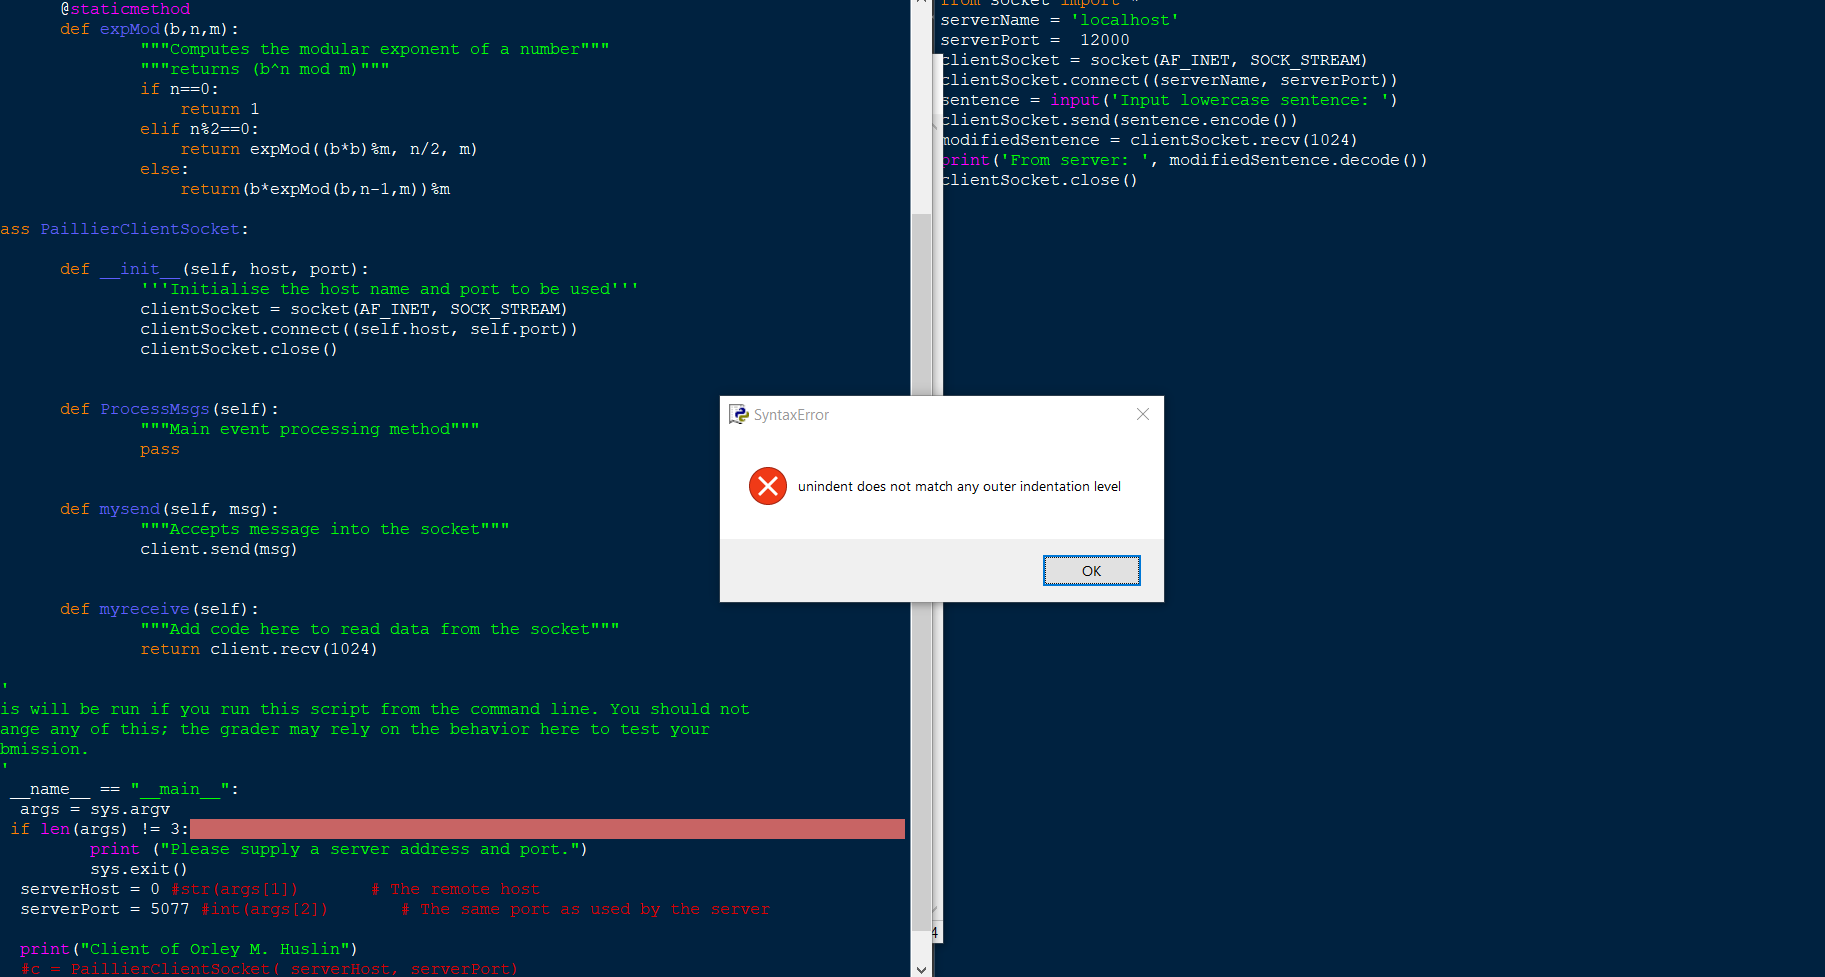 @staticmethod
def expMod(b,n,m):
"""Computes the modular exponent of a number"""
"""returns (b^n mod m)"""
if n==0:
return 1
elif n%2==0:
return expMod((b*b)%m, n/2, m)
else:
return(b*expMod(b,n-1,m))%m
ass PaillierClientSocket:
def __init__(self, host, port):
'''Initialise the host name and port to be used'''
clientSocket = socket(AF_INET, SOCK_STREAM)
clientSocket.connect((self.host, self.port))
clientSocket.close()
def ProcessMsgs(self):
"""Main event processing method"""
pass
def mysend(self, msg):
"""Accepts message into the socket"""
client.send(msg)
def myreceive(self):
"""Add code here to read data from the socket"""
return client.recv(1024)
'
is will be run if you run this script from the command line. You should not
ange any of this; the grader may rely on the behavior here to test your
bmission.
'
__name__ == "__main__":
args = sys.argv
if len(args) != 3:
print ("Please supply a server address and port.")
sys.exit()
serverHost = 0 #str(args[1]) # The remote host
serverPort = 5077 #int(args[2]) # The same port as used by the server
print("Client of Orley M. Huslin")
#c = PaillierClientSocket( serverHost, serverPort)
from socket import *
serverName = 'localhost'
serverPort = 12000
clientSocket = socket(AF_INET, SOCK_STREAM)
clientSocket.connect((serverName, serverPort))
sentence = input('Input lowercase sentence: ')
clientSocket.send(sentence.encode())
modifiedSentence = clientSocket.recv(1024)
print('From server: ', modifiedSentence.decode())
clientSocket.close()
SyntaxError
unindent does not match any outer indentation level
OK
4